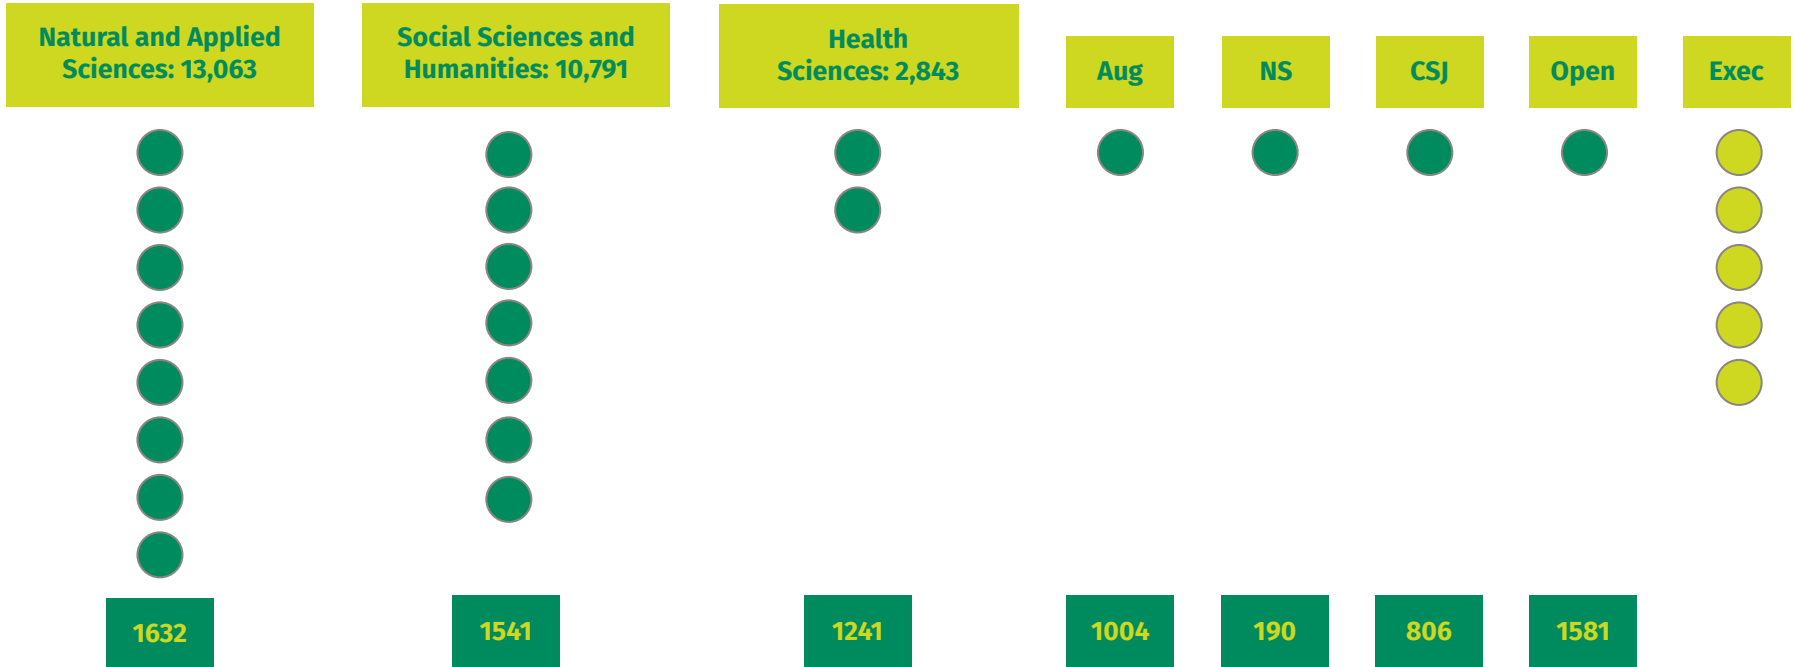 Natural and Applied
Sciences: 13,063
Social Sciences and
Humanities: 10,791
Health
Sciences: 2,843
Aug
NS
CSJ
Open
Exec
1632
1541
1241
1004
190
806
1581